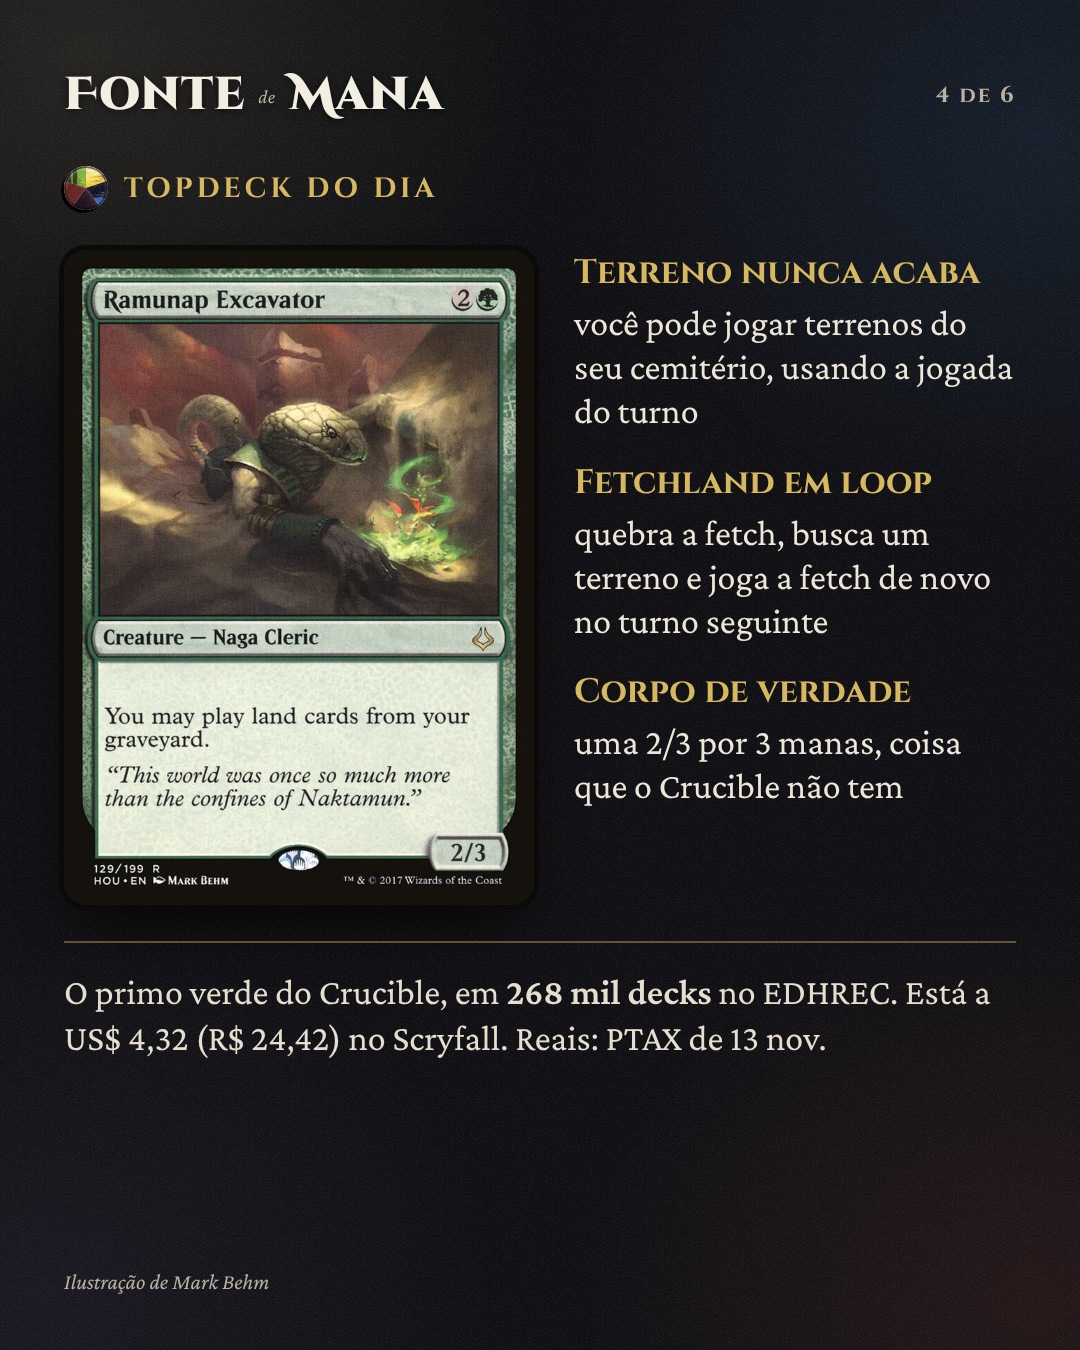 Fonte de Mana
4 DE 6
TOPDECK DO DIA
Ramunap Excavator 2
Creature — Naga Cleric
You may play land cards from your
graveyard.
“This world was once so much more
than the confines of Naktamun.”
2/3
129/199 R
HOU • EN MARK BEHM
™ & © 2017 Wizards of the Coast
Terreno nunca acaba
você pode jogar terrenos do
seu cemitério, usando a jogada
do turno
Fetchland em loop
quebra a fetch, busca um
terreno e joga a fetch de novo
no turno seguinte
Corpo de verdade
uma 2/3 por 3 manas, coisa
que o Crucible não tem
O primo verde do Crucible, em 268 mil decks no EDHREC. Está a
US$ 4,32 (R$ 24,42) no Scryfall. Reais: PTAX de 13 nov.
Ilustração de Mark Behm